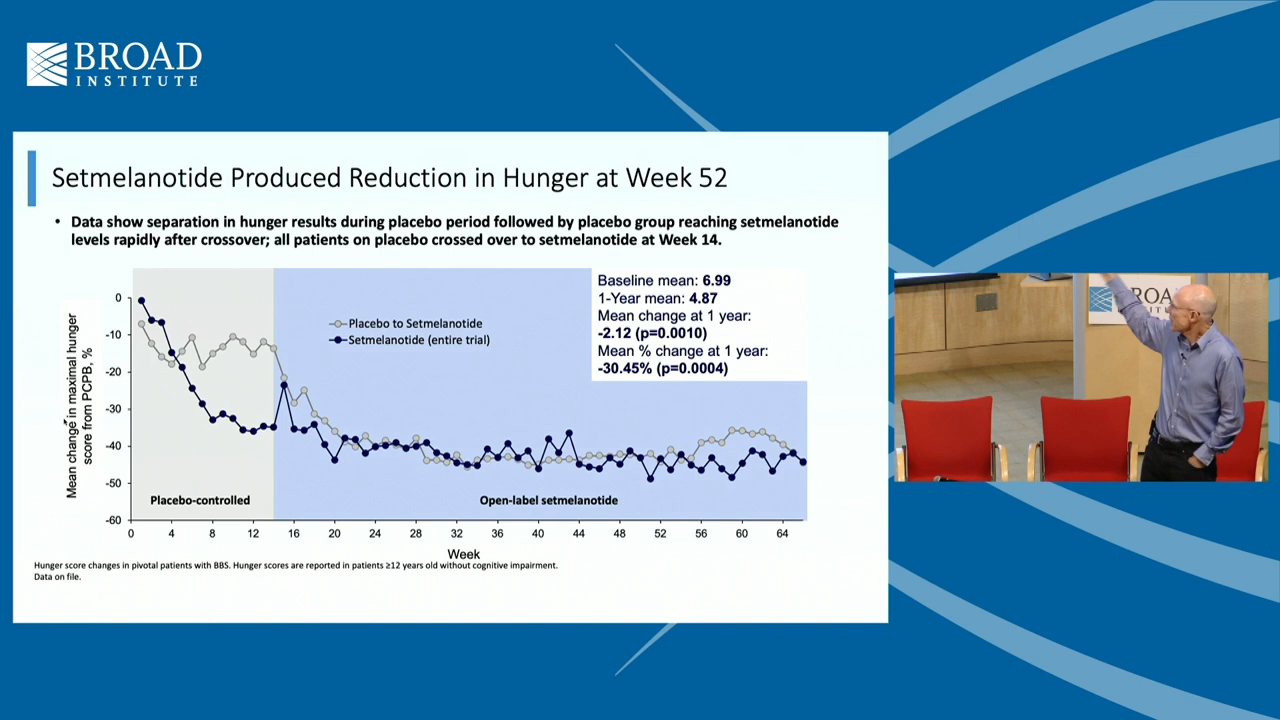 BROAD
INSTITUTE
Setmelanotide Produced Reduction in Hunger at Week 52
• Data show separation in hunger results during placebo period followed by placebo group reaching setmelanotide
levels rapidly after crossover; all patients on placebo crossed over to setmelanotide at Week 14.
Baseline mean: 6.99
1-Year mean: 4.87
Mean change at 1 year:
-2.12 (p=0.0010)
Mean % change at 1 year:
-30.45% (p=0.0004)
Placebo to Setmelanotide
Setmelanotide (entire trial)
Mean change in maximal hunger
score from PCPB, %
0
-10
-20
-30
-40
-50
-60
Placebo-controlled
Open-label setmelanotide
0 4 8 12 16 20 24 28 32 36 40 44 48 52 56 60 64
Week
Hunger score changes in pivotal patients with BBS. Hunger scores are reported in patients ≥12 years old without cognitive impairment.
Data on file.